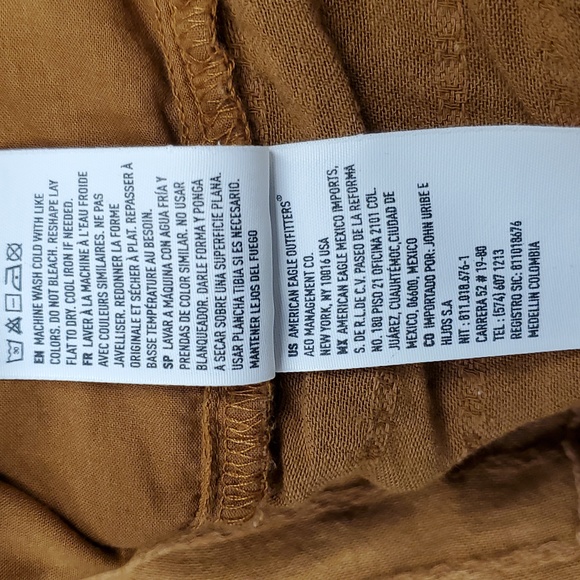 EN MACHINE WASH COLD WITH LIKE
COLORS. DO NOT BLEACH. RESHAPE LAY
FLAT TO DRY. COOL IRON IF NEEDED.
FR LAVER À LA MACHINE À L'EAU FROIDE
AVEC COULEURS SIMILAIRES. NE PAS
JAVELLISER. REDONNER LA FORME
ORIGINALE ET SÉCHER À PLAT. REPASSER À
BASSE TEMPÉRATURE AU BESOIN.
SP LAVAR A MAQUINA CON AGUA FRÍA Y
PRENDAS DE COLOR SIMILAR. NO USAR
BLANQUEADOR. DARLE FORMA Y PONGA
A SECAR SOBRE UNA SUPERFICIE PLANA.
USAR PLANCHA TIBIA SI ES NECESARIO.
MANTENER LEJOS DEL FUEGO
US AMERICAN EAGLE OUTFITTERS®
AEO MANAGEMENT CO.
NEW YORK, NY 10016 USA
MX AMERICAN EAGLE MEXICO IMPORTS,
S. DE R.L. DE C.V. PASEO DE LA REFORMA
NO. 180 PISO 21 OFICINA 2101 COL.
JUÁREZ, CUAUHTÉMOC, CIUDAD DE
MEXICO, 06600, MEXICO
CO IMPORTADO POR: JOHN URIBE E
HIJOS S.A
NIT : 811.018.676-1
CARRERA 52 # 19-80
TEL : (574) 607 1213
REGISTRO SIC: 811018676
MEDELLIN COLOMBIA